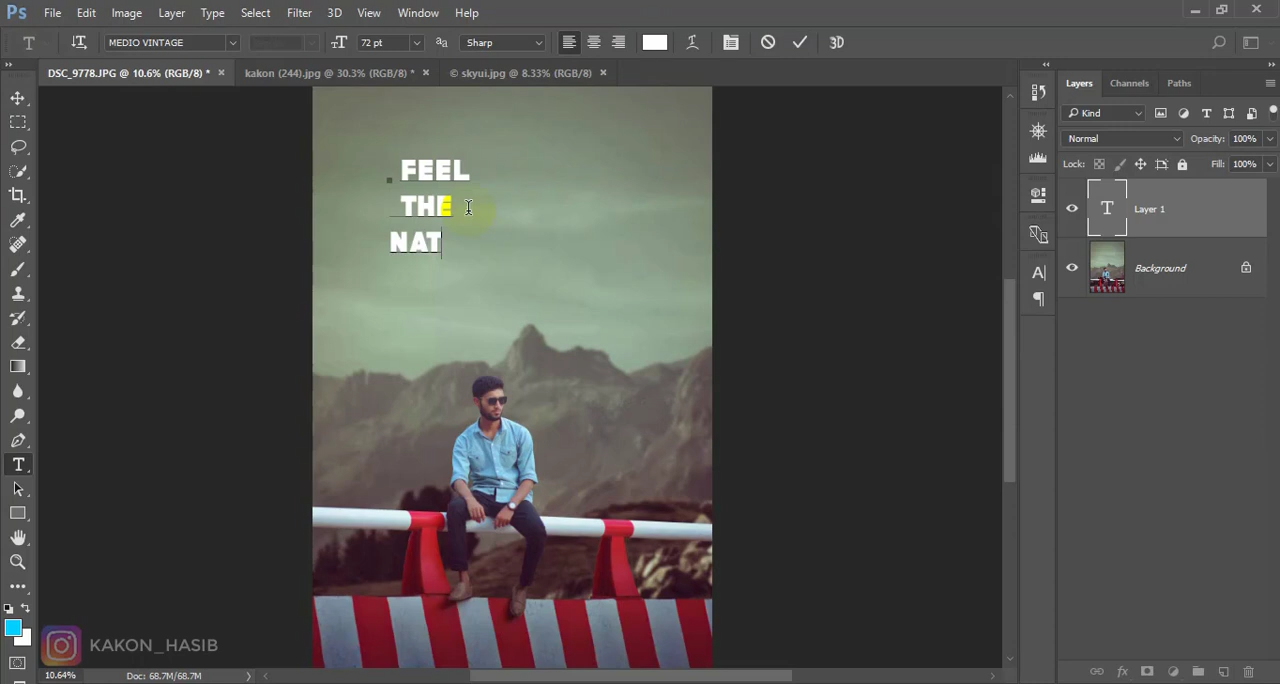 Ps File Edit Image Layer Type Select Filter 3D View Window Help
T MEDIO VINTAGE 72 pt aa Sharp 3D
DSC_9778.JPG @ 10.6% (RGB/8) * × kakon (244).jpg @ 30.3% (RGB/8) * × © skyui.jpg @ 8.33% (RGB/8) ×
Layers Channels Paths
Kind
Normal Opacity: 100%
Lock: Fill: 100%
T Layer 1
Background
FEEL
THE
NAT
KAKON_HASIB
10.64% Doc: 68.7M/68.7M